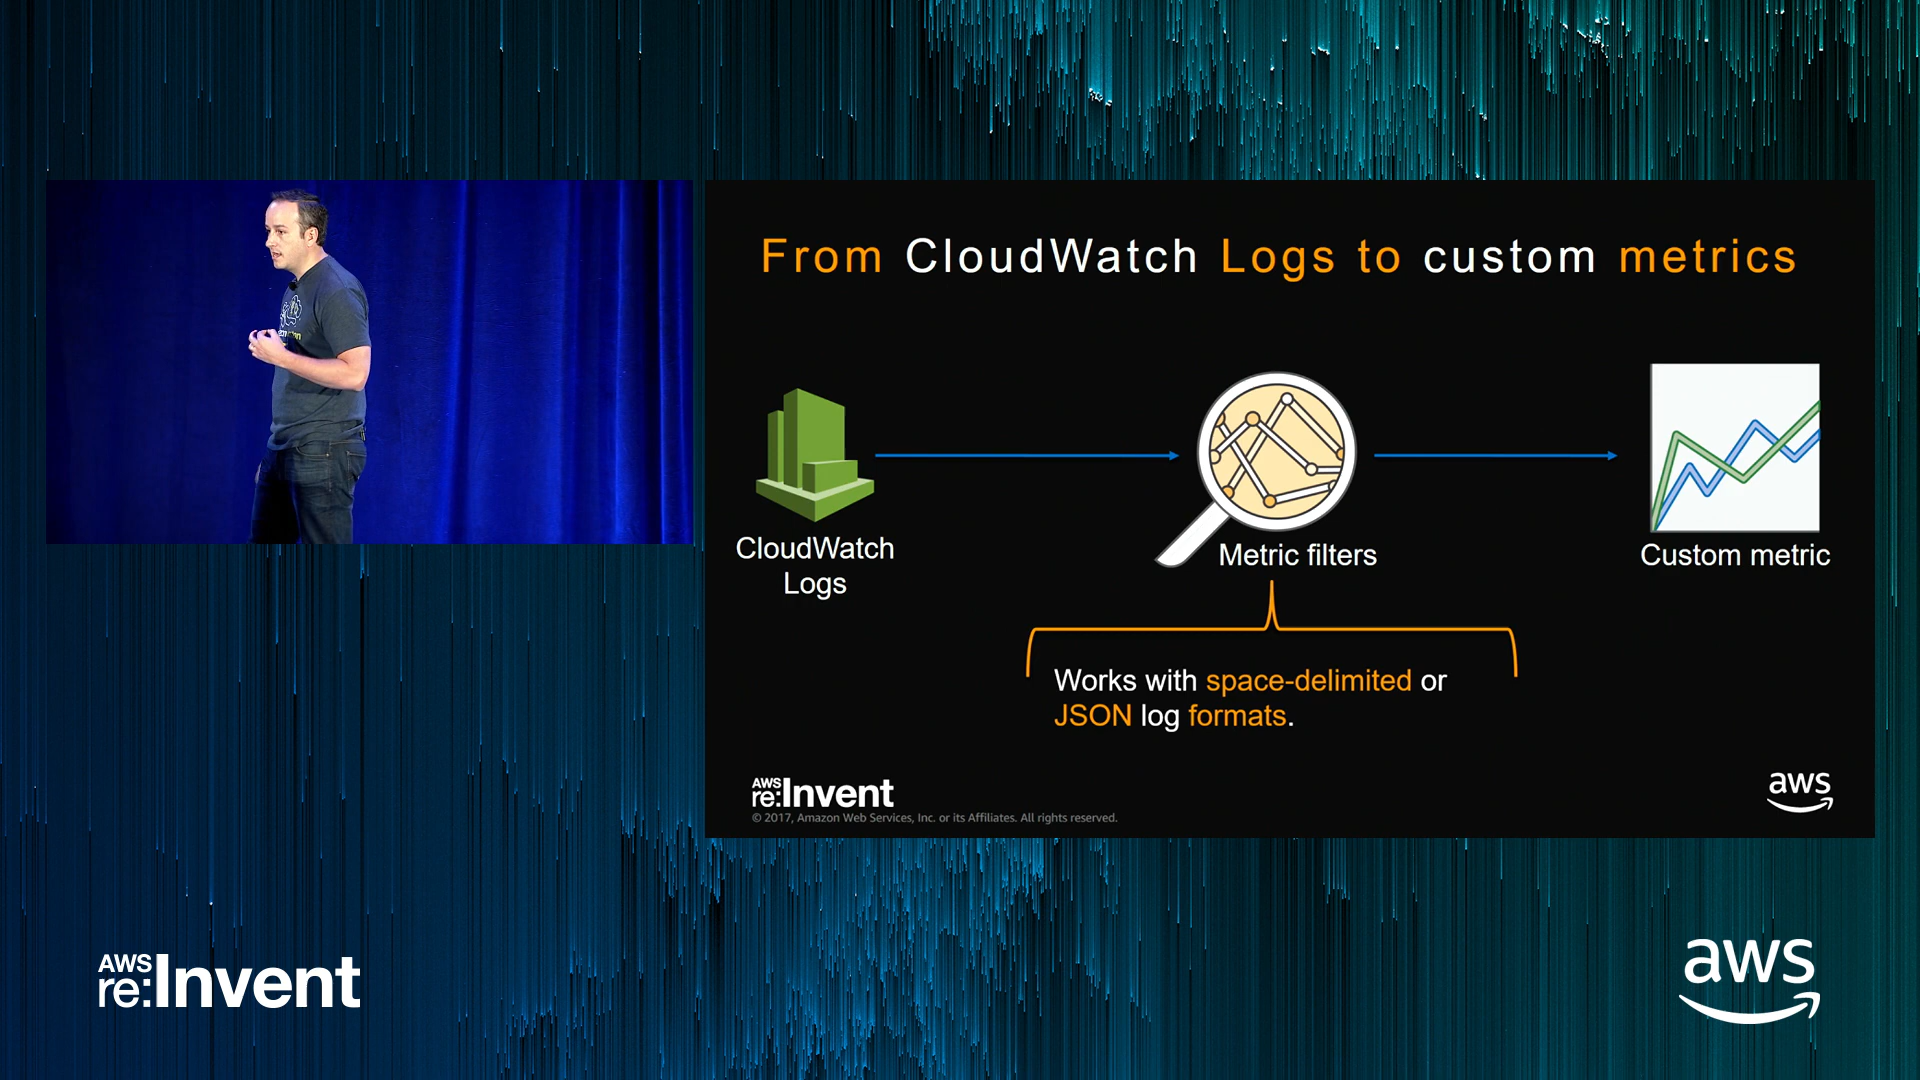 From CloudWatch Logs to custom metrics
CloudWatch
Logs
Metric filters
Custom metric
Works with space-delimited or
JSON log formats.
AWS
re:Invent
© 2017, Amazon Web Services, Inc. or its Affiliates. All rights reserved.
aws
AWS
re:Invent
aws